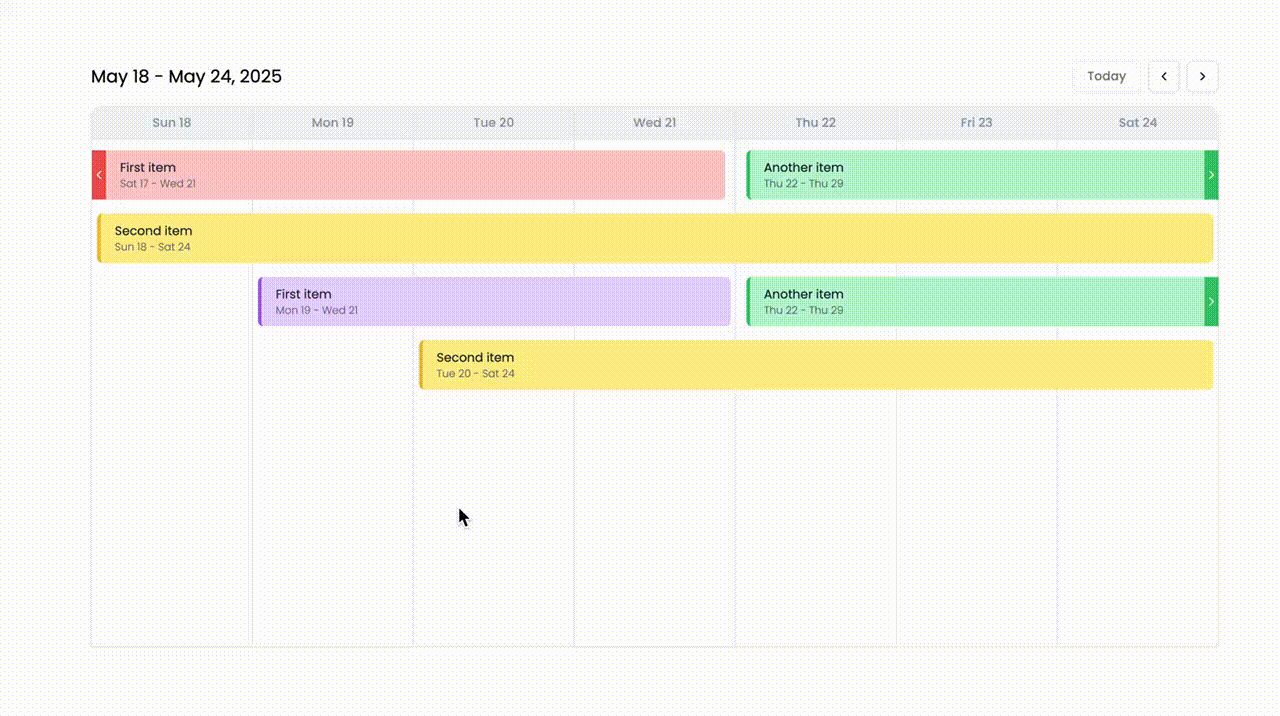 May 18 - May 24, 2025
Today
Sun 18
Mon 19
Tue 20
Wed 21
Thu 22
Fri 23
Sat 24
First item
Sat 17 - Wed 21
Another item
Thu 22 - Thu 29
Second item
Sun 18 - Sat 24
First item
Mon 19 - Wed 21
Another item
Thu 22 - Thu 29
Second item
Tue 20 - Sat 24